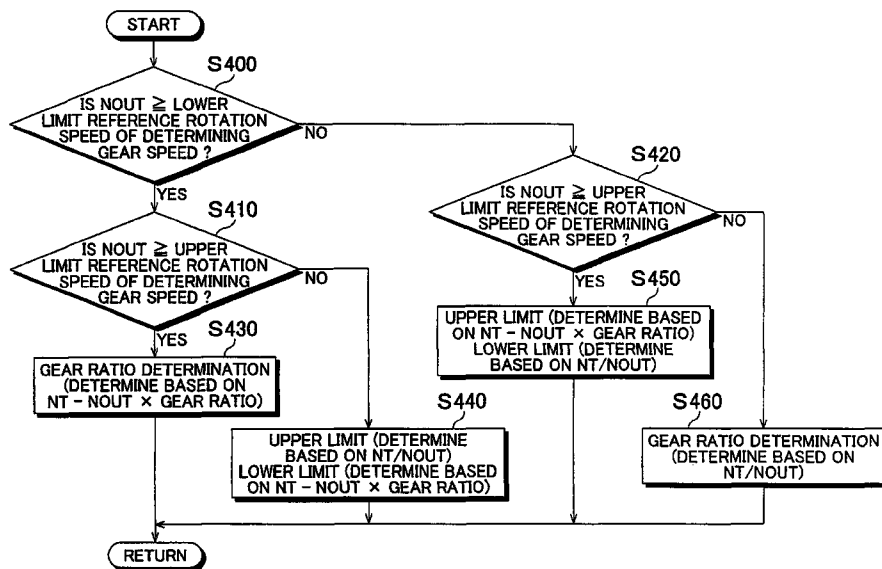 START
S400
IS NOUT ≧ LOWER
LIMIT REFERENCE ROTATION
SPEED OF DETERMINING
GEAR SPEED ?
NO
YES
S410
IS NOUT ≧ UPPER
LIMIT REFERENCE ROTATION
SPEED OF DETERMINING
GEAR SPEED ?
NO
YES
S420
IS NOUT ≧ UPPER
LIMIT REFERENCE ROTATION
SPEED OF DETERMINING
GEAR SPEED ?
NO
YES
S430
GEAR RATIO DETERMINATION
(DETERMINE BASED ON
NT − NOUT × GEAR RATIO)
S440
UPPER LIMIT (DETERMINE
BASED ON NT/NOUT)
LOWER LIMIT (DETERMINE BASED
ON NT − NOUT × GEAR RATIO)
S450
UPPER LIMIT (DETERMINE BASED
ON NT − NOUT × GEAR RATIO)
LOWER LIMIT (DETERMINE
BASED ON NT/NOUT)
S460
GEAR RATIO DETERMINATION
(DETERMINE BASED ON
NT/NOUT)
RETURN